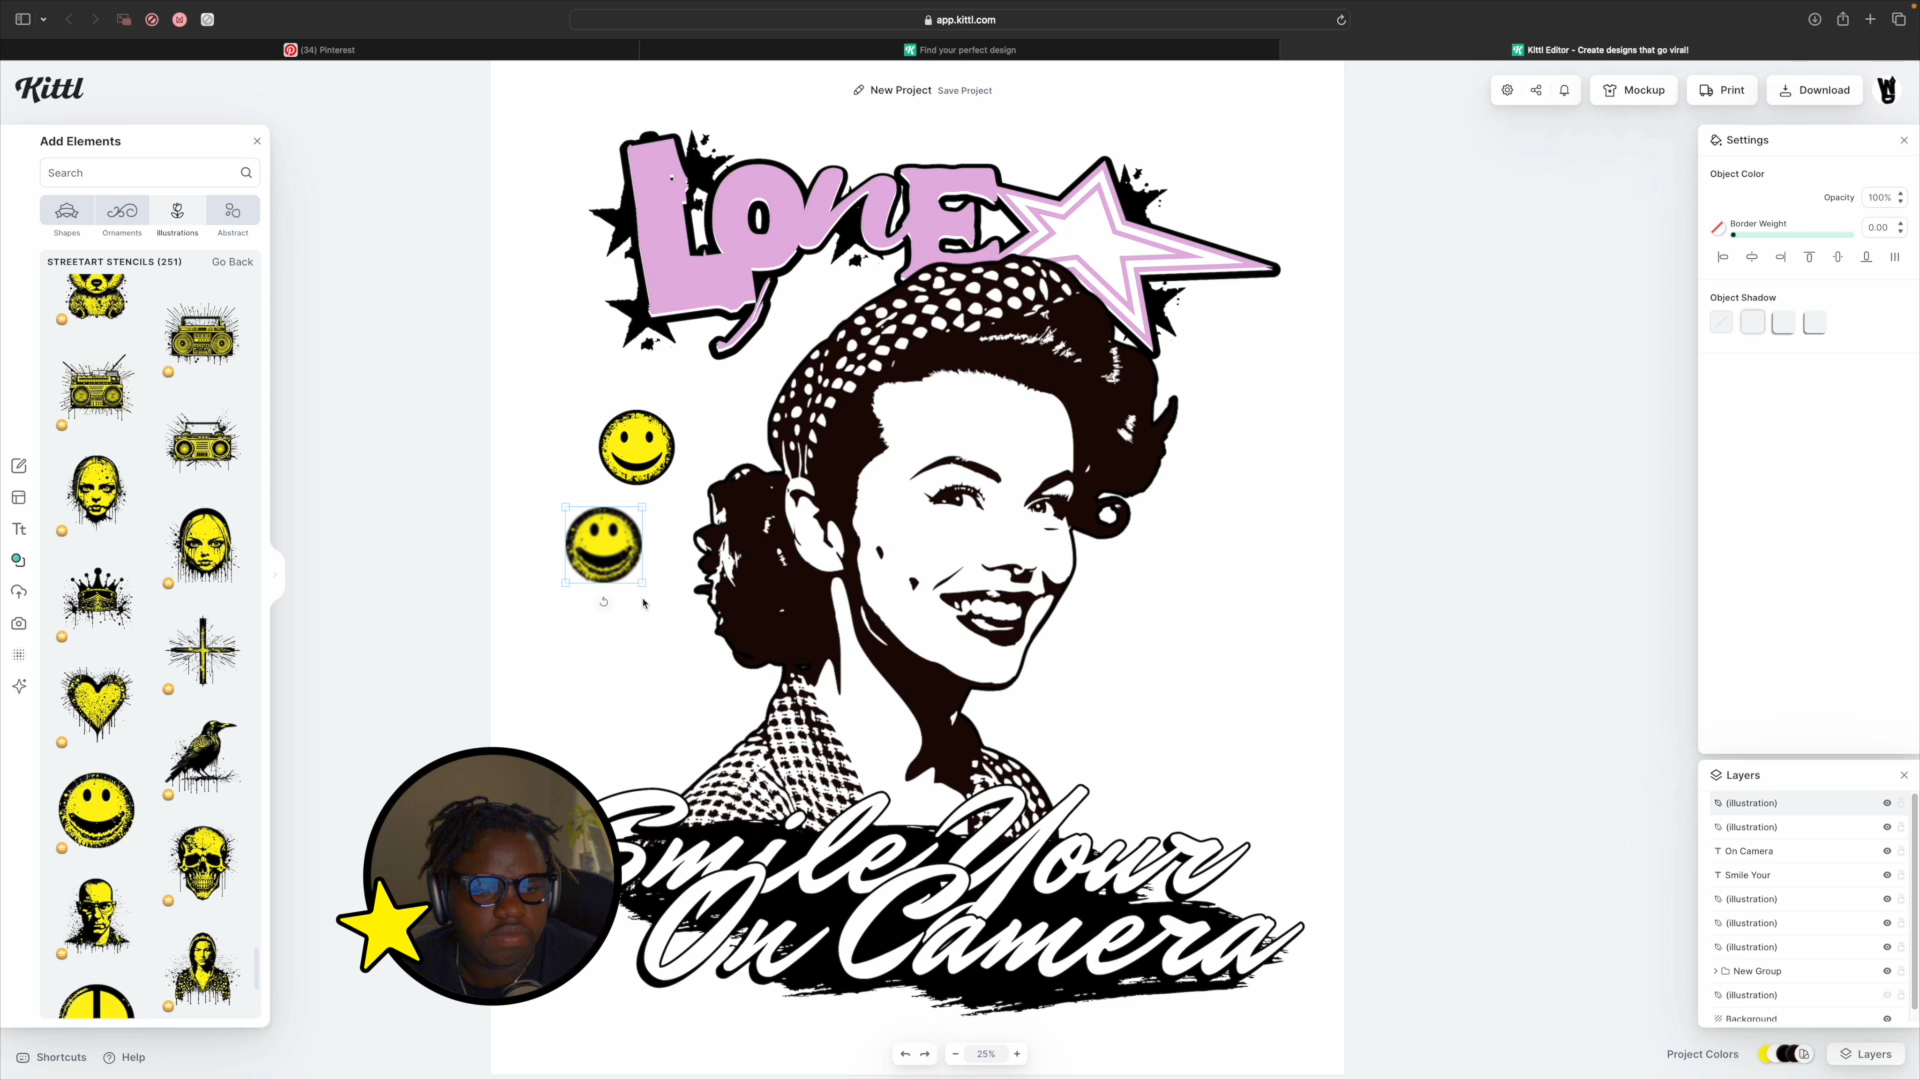 app.kittl.com
(34) Pinterest
Find your perfect design
Kittl Editor - Create designs that go viral!
Kittl
New Project Save Project
Mockup
Print
Download
Add Elements
Search
Shapes
Ornaments
Illustrations
Abstract
STREETART STENCILS (251)
Go Back
Lone
Smile Your
On Camera
Settings
Object Color
Opacity
100%
Border Weight
0.00
Object Shadow
Layers
(illustration)
(illustration)
On Camera
Smile Your
(illustration)
(illustration)
(illustration)
New Group
(illustration)
Background
Tt
Shortcuts
Help
25%
Project Colors
Layers